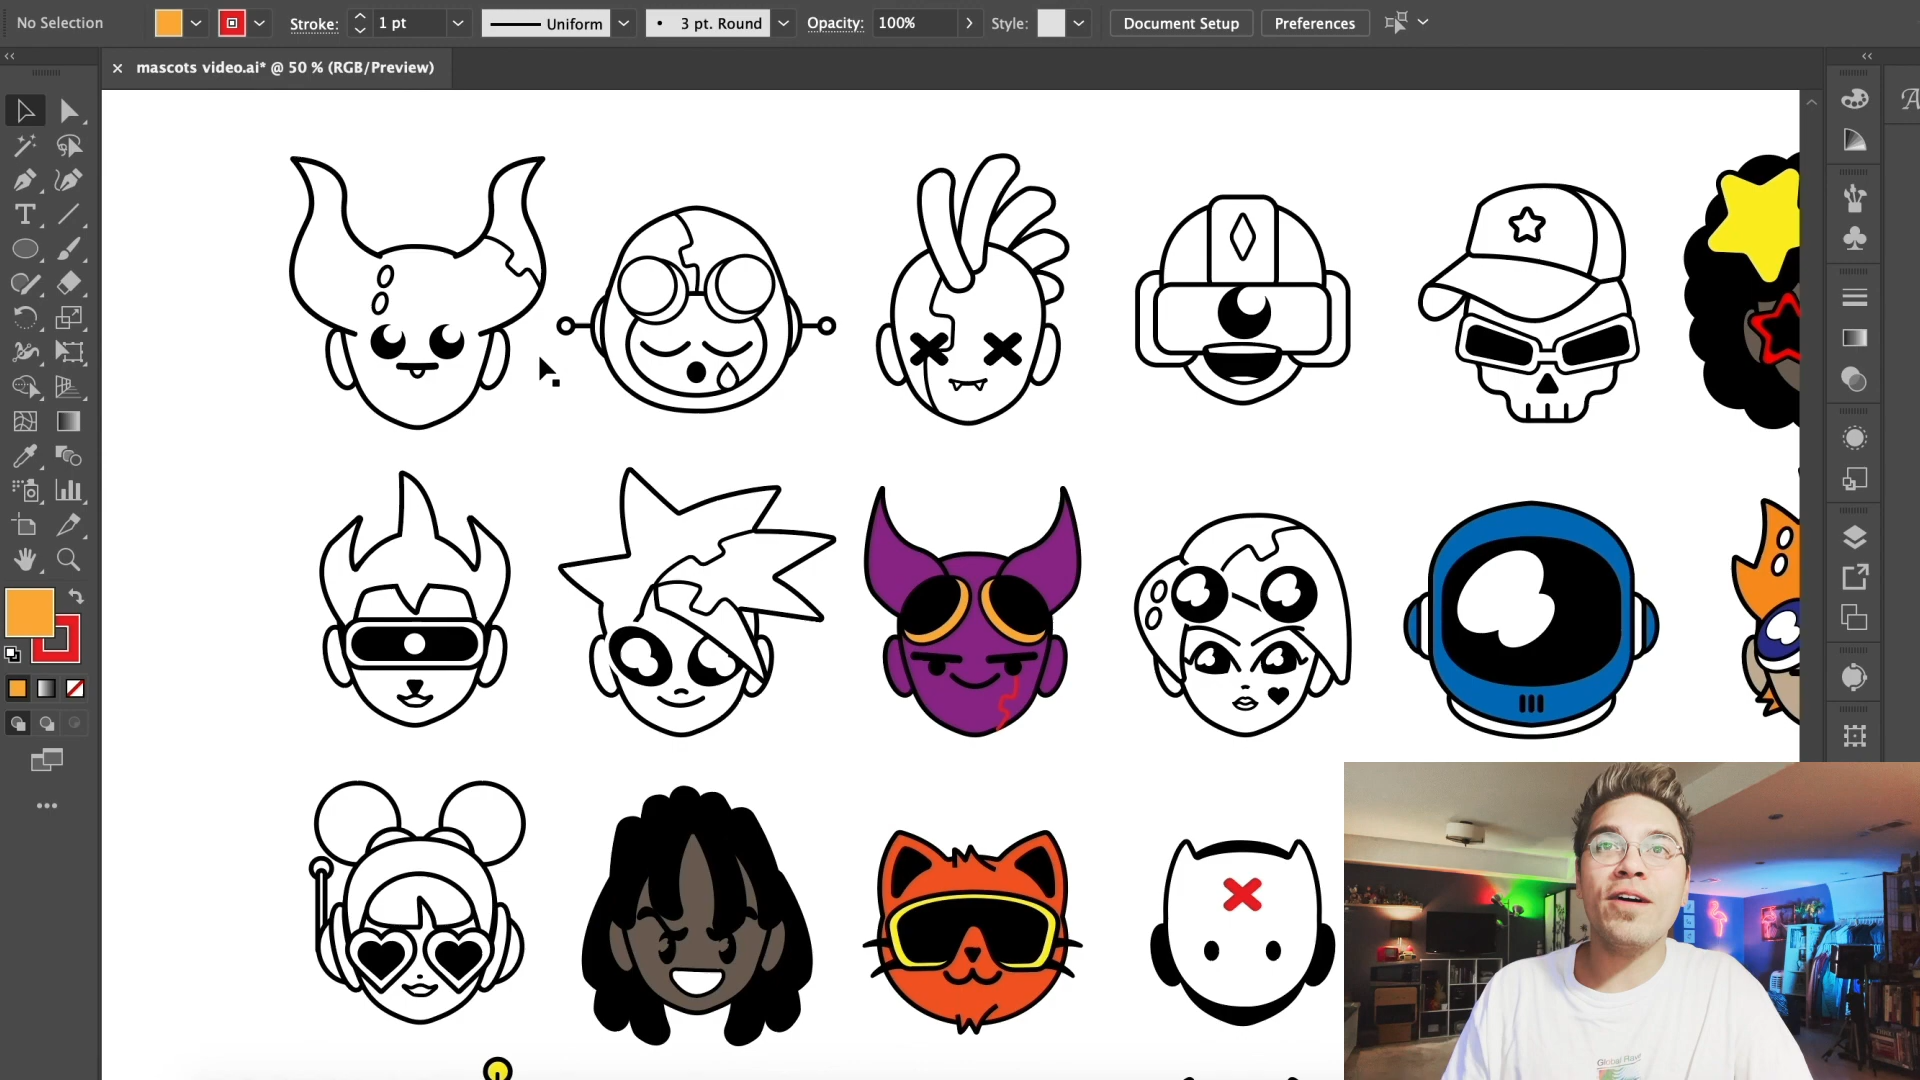 No Selection
Stroke:
1 pt
Uniform
3 pt. Round
Opacity:
100%
Style:
Document Setup
Preferences
mascots video.ai* @ 50 % (RGB/Preview)